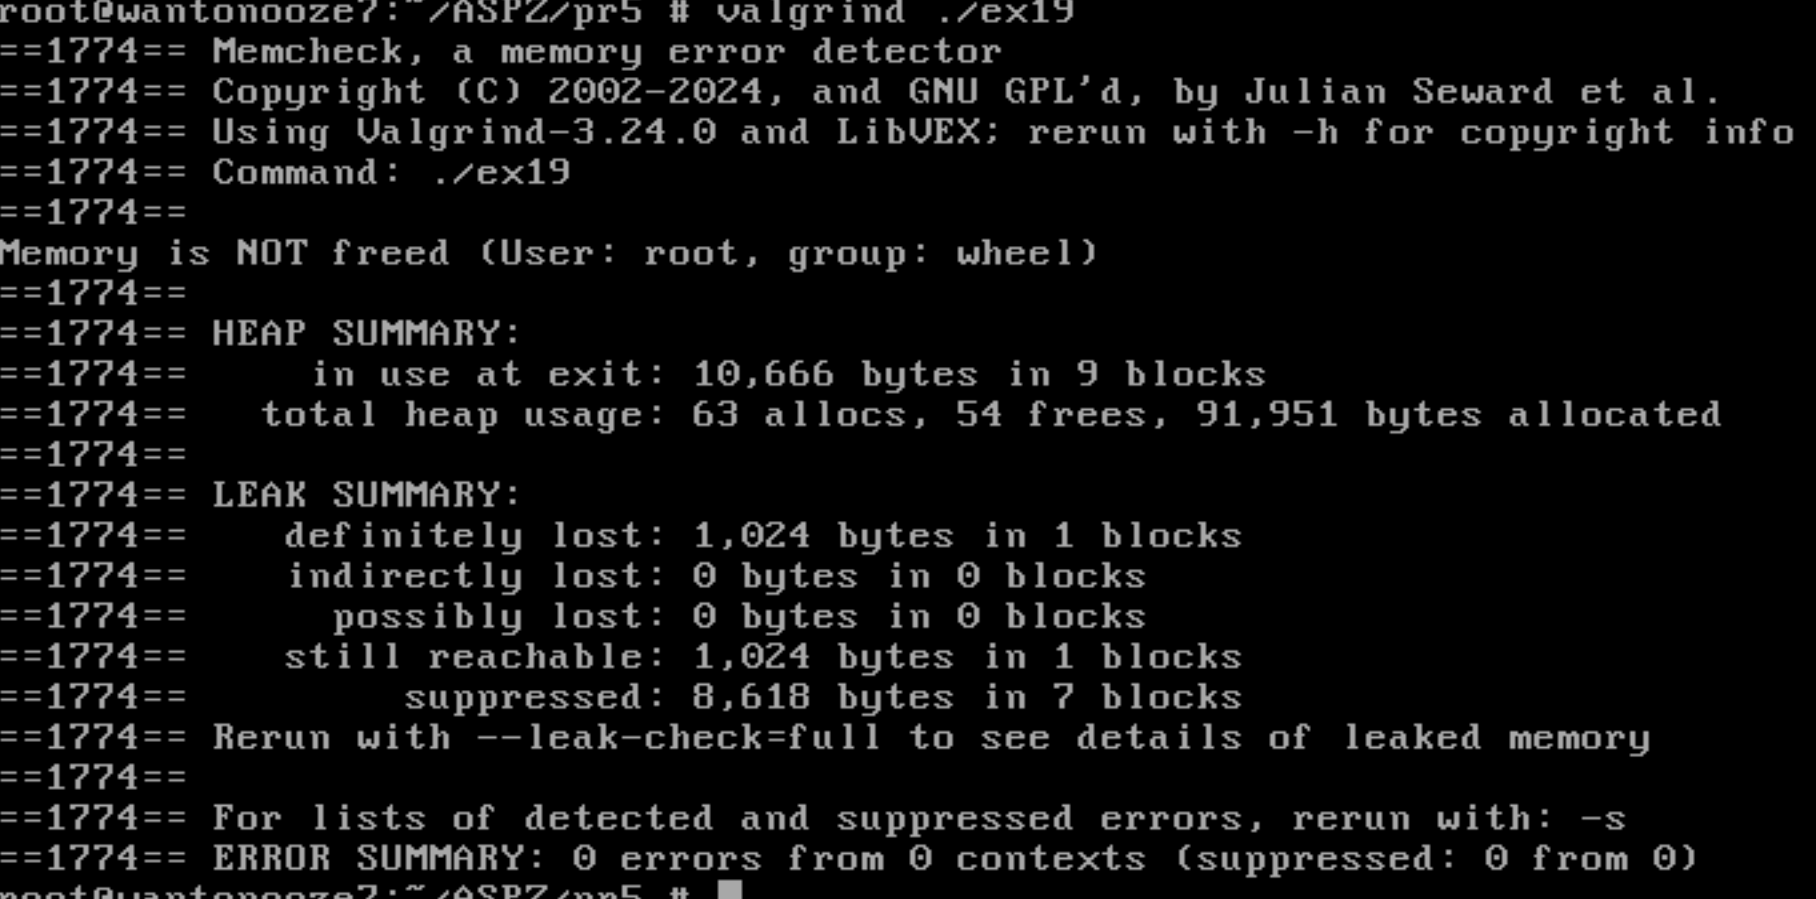 root@wantonooze7:~/ASPZ/pr5 # valgrind ./ex19
==1774== Memcheck, a memory error detector
==1774== Copyright (C) 2002-2024, and GNU GPL'd, by Julian Seward et al.
==1774== Using Valgrind-3.24.0 and LibVEX; rerun with -h for copyright info
==1774== Command: ./ex19
==1774==
Memory is NOT freed (User: root, group: wheel)
==1774==
==1774== HEAP SUMMARY:
==1774==     in use at exit: 10,666 bytes in 9 blocks
==1774==   total heap usage: 63 allocs, 54 frees, 91,951 bytes allocated
==1774==
==1774== LEAK SUMMARY:
==1774==    definitely lost: 1,024 bytes in 1 blocks
==1774==    indirectly lost: 0 bytes in 0 blocks
==1774==      possibly lost: 0 bytes in 0 blocks
==1774==    still reachable: 1,024 bytes in 1 blocks
==1774==         suppressed: 8,618 bytes in 7 blocks
==1774== Rerun with --leak-check=full to see details of leaked memory
==1774==
==1774== For lists of detected and suppressed errors, rerun with: -s
==1774== ERROR SUMMARY: 0 errors from 0 contexts (suppressed: 0 from 0)
root@wantonooze7:~/ASPZ/pr5 #